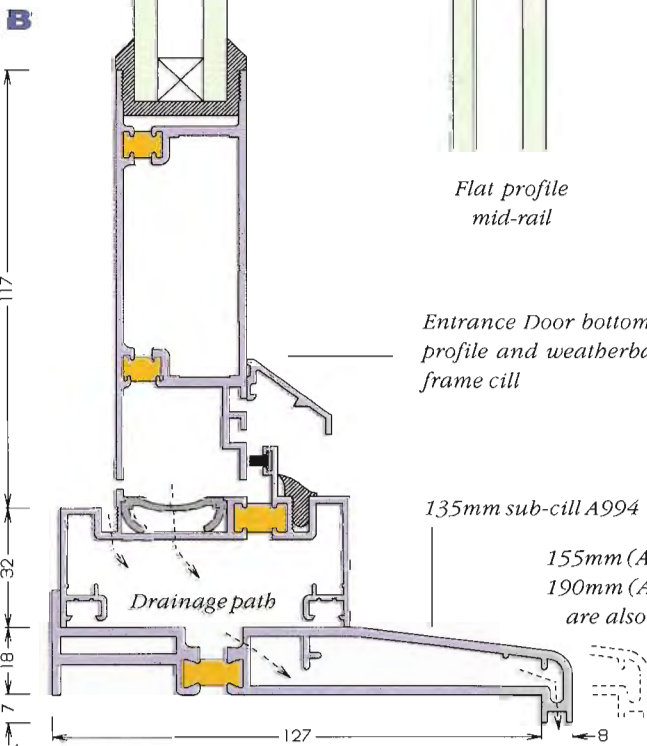 B
Flat profile
mid-rail
117
Entrance Door bottom
profile and weatherba
frame cill
135mm sub-cill A994
155mm (A
190mm (A
are also
32
Drainage path
18
7
127
8